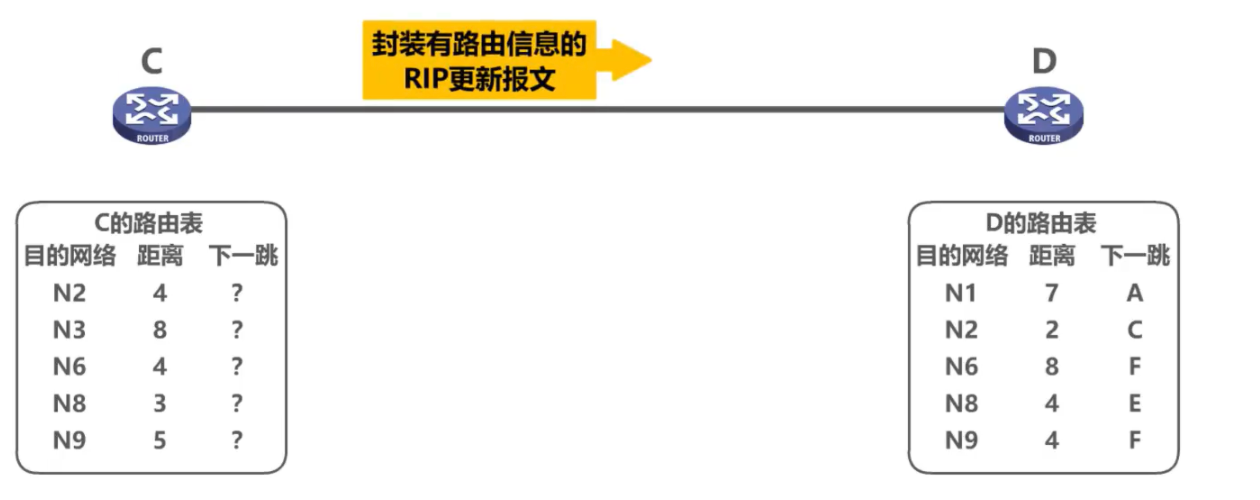 C
封装有路由信息的
RIP更新报文
D
ROUTER
ROUTER
C的路由表
目的网络 距离 下一跳
N2 4 ?
N3 8 ?
N6 4 ?
N8 3 ?
N9 5 ?
D的路由表
目的网络 距离 下一跳
N1 7 A
N2 2 C
N6 8 F
N8 4 E
N9 4 F